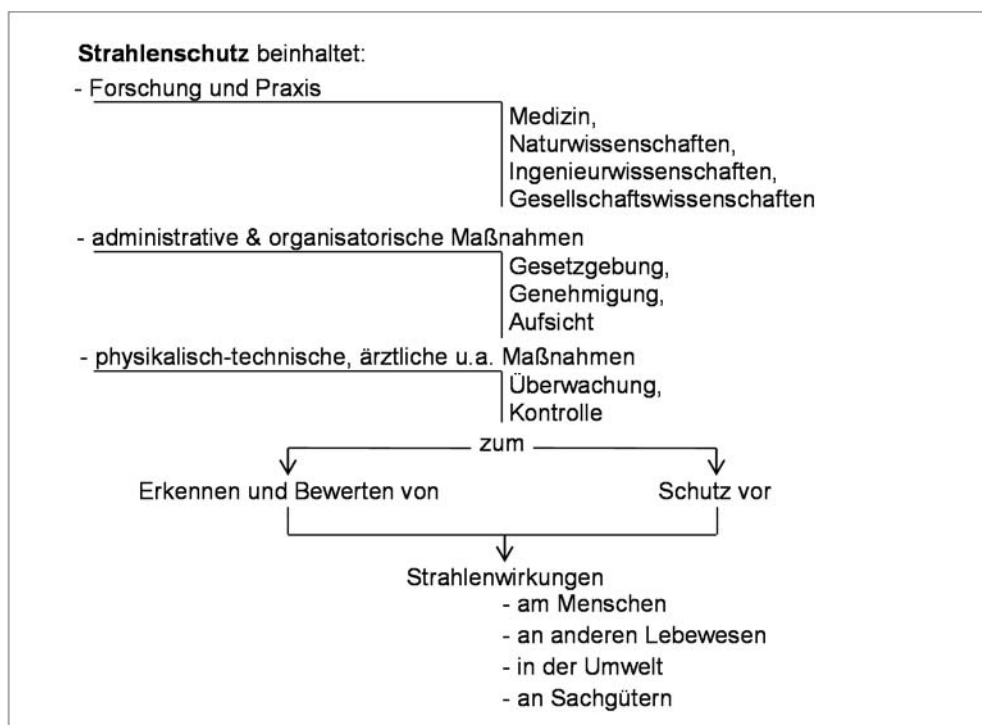 Strahlenschutz beinhaltet:
- Forschung und Praxis
Medizin,
Naturwissenschaften,
Ingenieurwissenschaften,
Gesellschaftswissenschaften
- administrative & organisatorische Maßnahmen
Gesetzgebung,
Genehmigung,
Aufsicht
- physikalisch-technische, ärztliche u.a. Maßnahmen
Überwachung,
Kontrolle
zum
Erkennen und Bewerten von
Schutz vor
Strahlenwirkungen
- am Menschen
- an anderen Lebewesen
- in der Umwelt
- an Sachgütern